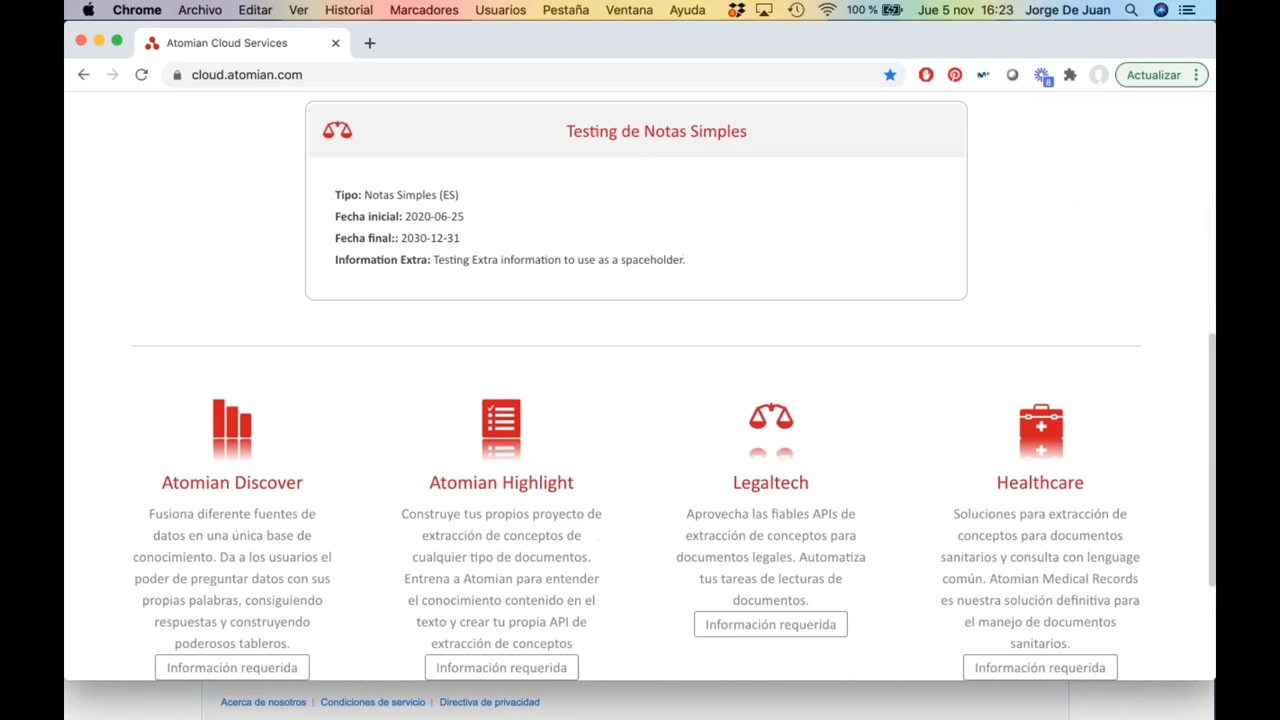 Chrome Archivo Editar Ver Historial Marcadores Usuarios Pestaña Ventana Ayuda 100 % Jue 5 nov 16:23 Jorge De Juan
Atomian Cloud Services
cloud.atomian.com
8
Actualizar
Testing de Notas Simples
Tipo: Notas Simples (ES)
Fecha inicial: 2020-06-25
Fecha final:: 2030-12-31
Information Extra: Testing Extra information to use as a spaceholder.
Atomian Discover
Fusiona diferente fuentes de
datos en una única base de
conocimiento. Da a los usuarios el
poder de preguntar datos con sus
propias palabras, consiguiendo
respuestas y construyendo
poderosos tableros.
Información requerida
Atomian Highlight
Construye tus propios proyecto de
extracción de conceptos de
cualquier tipo de documentos.
Entrena a Atomian para entender
el conocimiento contenido en el
texto y crear tu propia API de
extracción de conceptos
Información requerida
Legaltech
Aprovecha las fiables APIs de
extracción de conceptos para
documentos legales. Automatiza
tus tareas de lecturas de
documentos.
Información requerida
Healthcare
Soluciones para extracción de
conceptos para documentos
sanitarios y consulta con lenguage
común. Atomian Medical Records
es nuestra solución definitiva para
el manejo de documentos
sanitarios.
Información requerida
Acerca de nosotros | Condiciones de servicio | Directiva de privacidad